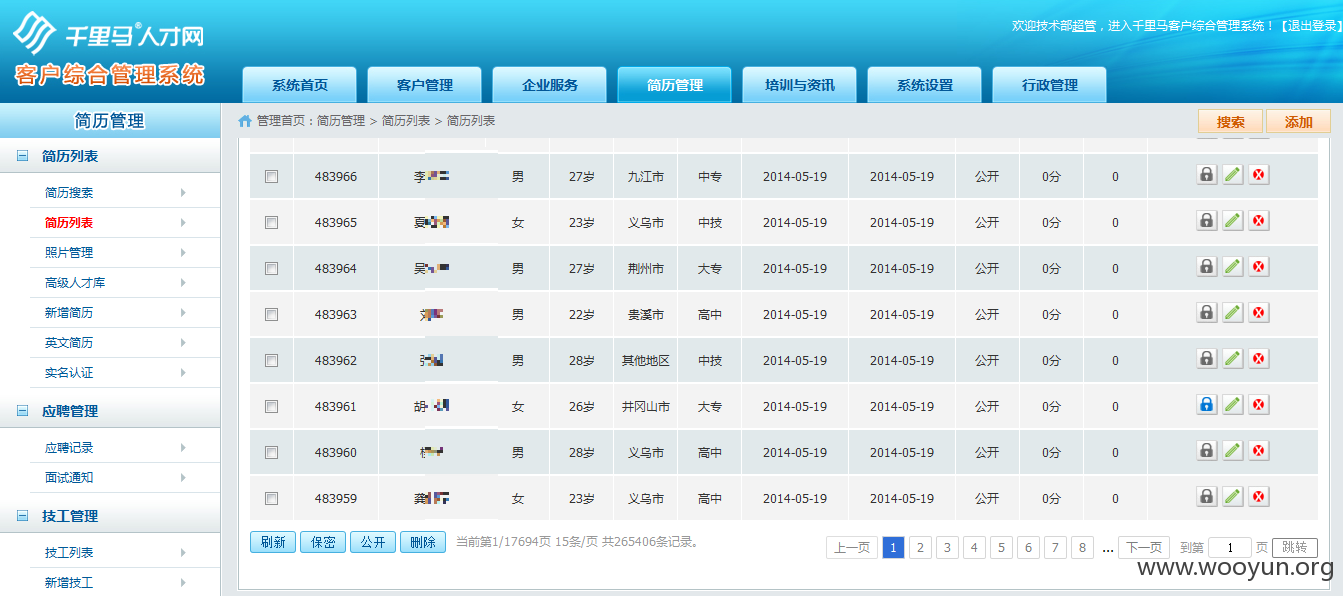 千里马®人才网
客户综合管理系统
欢迎技术部超管，进入千里马客户综合管理系统！【退出登录】
系统首页 客户管理 企业服务 简历管理 培训与资讯 系统设置 行政管理
简历管理
管理首页：简历管理 > 简历列表 > 简历列表
搜索 添加
简历列表
简历搜索
简历列表
照片管理
高级人才库
新增简历
英文简历
实名认证
应聘管理
应聘记录
面试通知
技工管理
技工列表
新增技工
483966 李 男 27岁 九江市 中专 2014-05-19 2014-05-19 公开 0分 0
483965 夏 女 23岁 义乌市 中技 2014-05-19 2014-05-19 公开 0分 0
483964 吴 男 27岁 荆州市 大专 2014-05-19 2014-05-19 公开 0分 0
483963 男 22岁 贵溪市 高中 2014-05-19 2014-05-19 公开 0分 0
483962 男 28岁 其他地区 中技 2014-05-19 2014-05-19 公开 0分 0
483961 胡 女 26岁 井冈山市 大专 2014-05-19 2014-05-19 公开 0分 0
483960 男 28岁 义乌市 高中 2014-05-19 2014-05-19 公开 0分 0
483959 龚 女 23岁 义乌市 高中 2014-05-19 2014-05-19 公开 0分 0
刷新 保密 公开 删除 当前第1/17694页 15条/页 共265406条记录。
上一页 1 2 3 4 5 6 7 8 ... 下一页 到第 1 页 跳转
www.wooyun.org